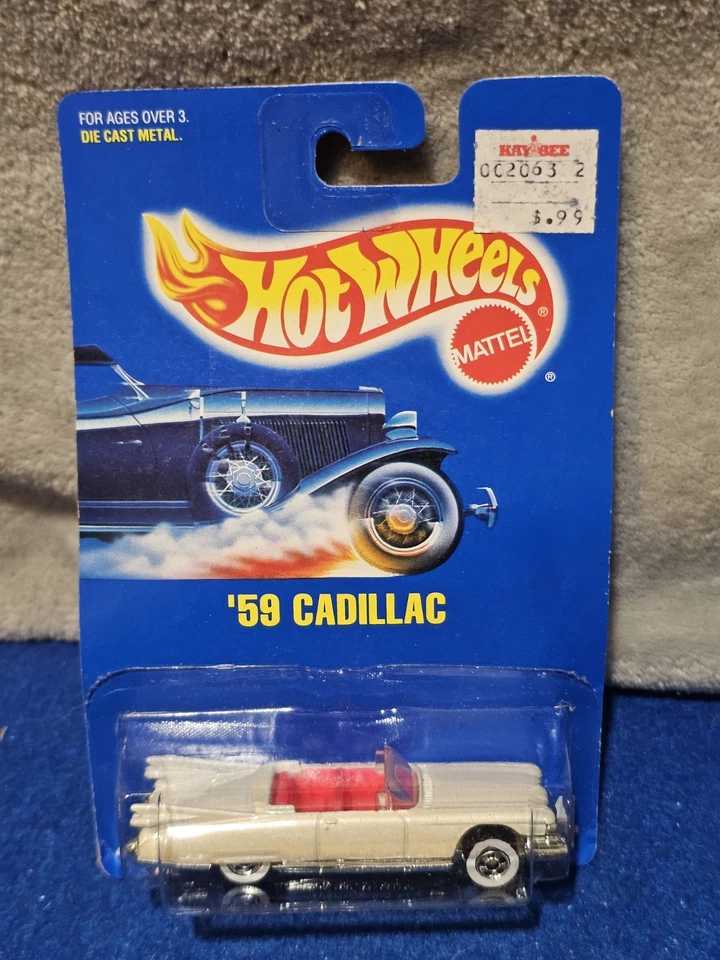 FOR AGES OVER 3.
DIE CAST METAL.
KAY BEE
002063 2
$.99
HOT WHEELS®
MATTEL
®
'59 CADILLAC